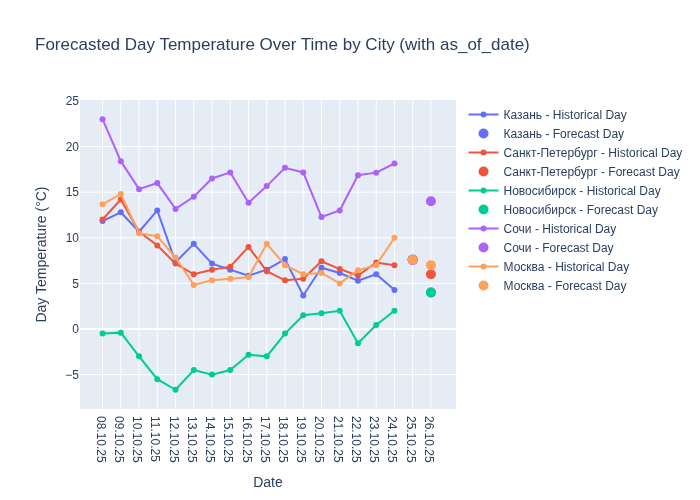 Forecasted Day Temperature Over Time by City (with as_of_date)
25
20
15
10
5
0
−5
Day Temperature (°C)
08.10.25
09.10.25
10.10.25
11.10.25
12.10.25
13.10.25
14.10.25
15.10.25
16.10.25
17.10.25
18.10.25
19.10.25
20.10.25
21.10.25
22.10.25
23.10.25
24.10.25
25.10.25
26.10.25
Date
Казань - Historical Day
Казань - Forecast Day
Санкт-Петербург - Historical Day
Санкт-Петербург - Forecast Day
Новосибирск - Historical Day
Новосибирск - Forecast Day
Сочи - Historical Day
Сочи - Forecast Day
Москва - Historical Day
Москва - Forecast Day